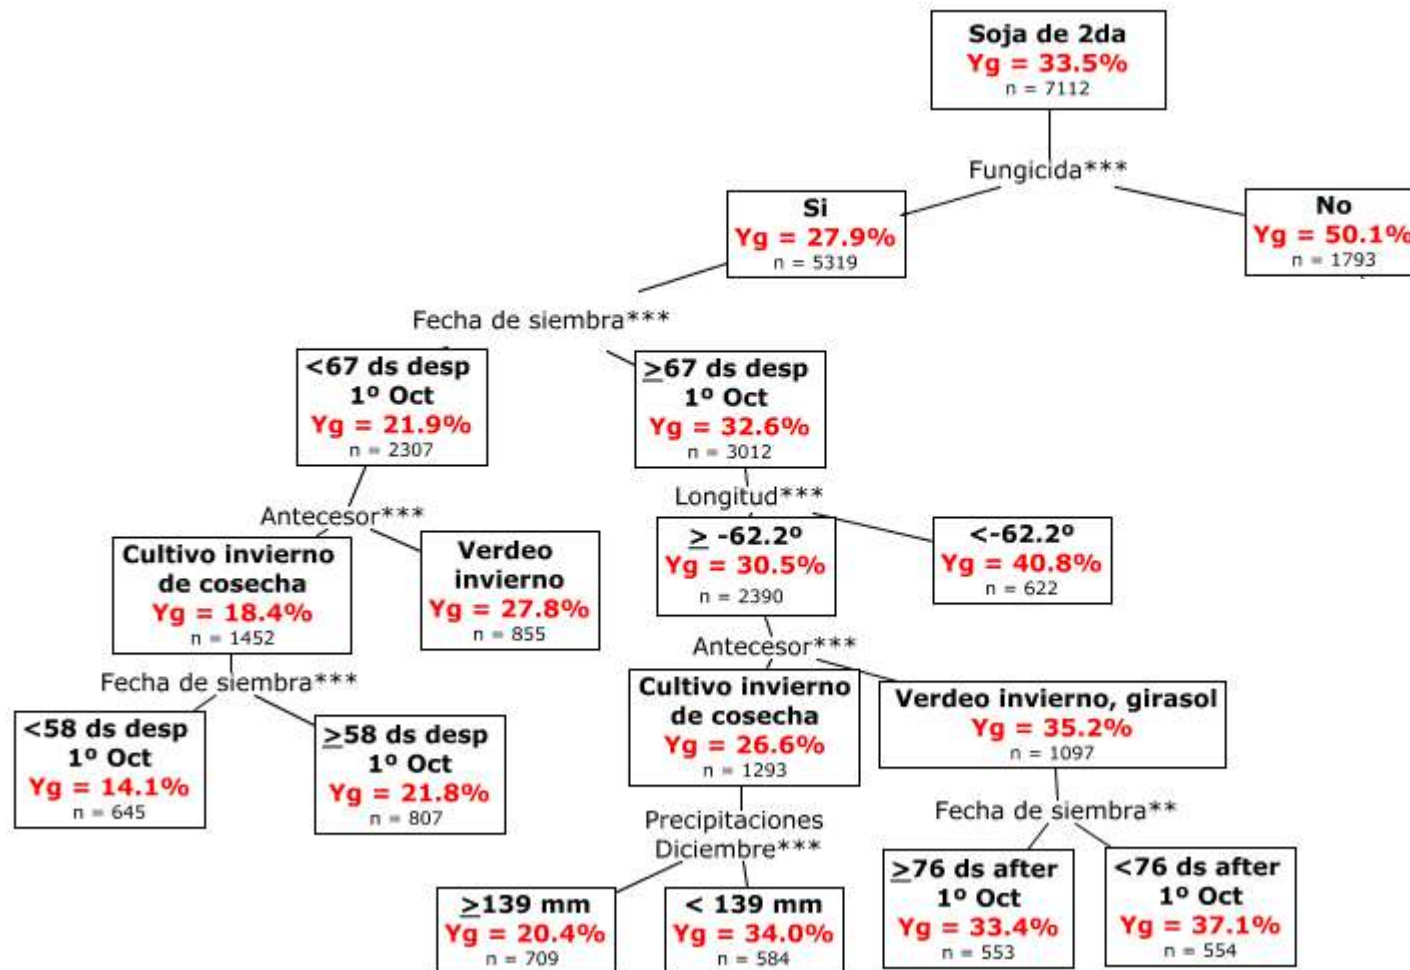 Soja de 2da
Yg = 33.5%
n = 7112
Fungicida***
Si
Yg = 27.9%
n = 5319
No
Yg = 50.1%
n = 1793
Fecha de siembra***
<67 ds desp
1º Oct
Yg = 21.9%
n = 2307
≥67 ds desp
1º Oct
Yg = 32.6%
n = 3012
Antecesor***
Cultivo invierno
de cosecha
Yg = 18.4%
n = 1452
Verdeo
invierno
Yg = 27.8%
n = 855
Fecha de siembra***
<58 ds desp
1º Oct
Yg = 14.1%
n = 645
≥58 ds desp
1º Oct
Yg = 21.8%
n = 807
Longitud***
≥ -62.2º
Yg = 30.5%
n = 2390
<-62.2º
Yg = 40.8%
n = 622
Antecesor***
Cultivo invierno
de cosecha
Yg = 26.6%
n = 1293
Verdeo invierno, girasol
Yg = 35.2%
n = 1097
Precipitaciones
Diciembre***
≥139 mm
Yg = 20.4%
n = 709
< 139 mm
Yg = 34.0%
n = 584
Fecha de siembra**
≥76 ds after
1º Oct
Yg = 33.4%
n = 553
<76 ds after
1º Oct
Yg = 37.1%
n = 554